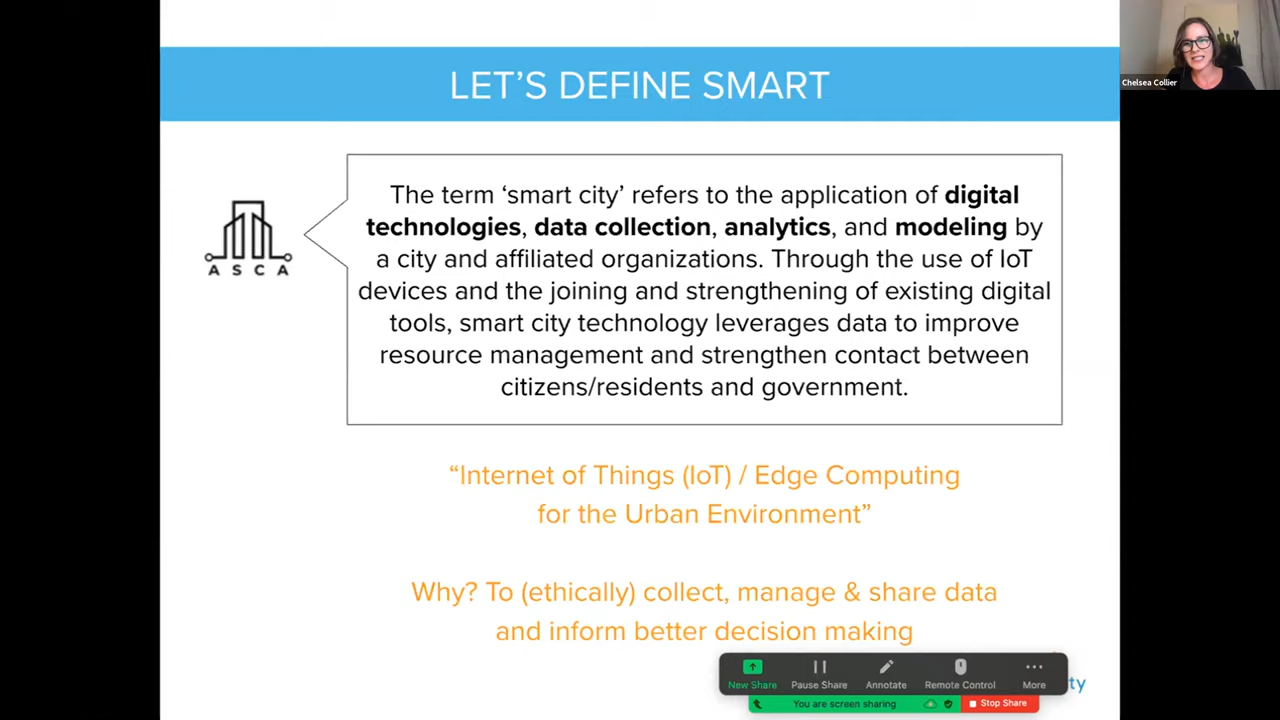 LET'S DEFINE SMART
Chelsea Collier
ASCA
The term ‘smart city’ refers to the application of digital
technologies, data collection, analytics, and modeling by
a city and affiliated organizations. Through the use of IoT
devices and the joining and strengthening of existing digital
tools, smart city technology leverages data to improve
resource management and strengthen contact between
citizens/residents and government.
“Internet of Things (IoT) / Edge Computing
for the Urban Environment”
Why? To (ethically) collect, manage & share data
and inform better decision making
New Share Pause Share Annotate Remote Control More
ty
You are screen sharing Stop Share